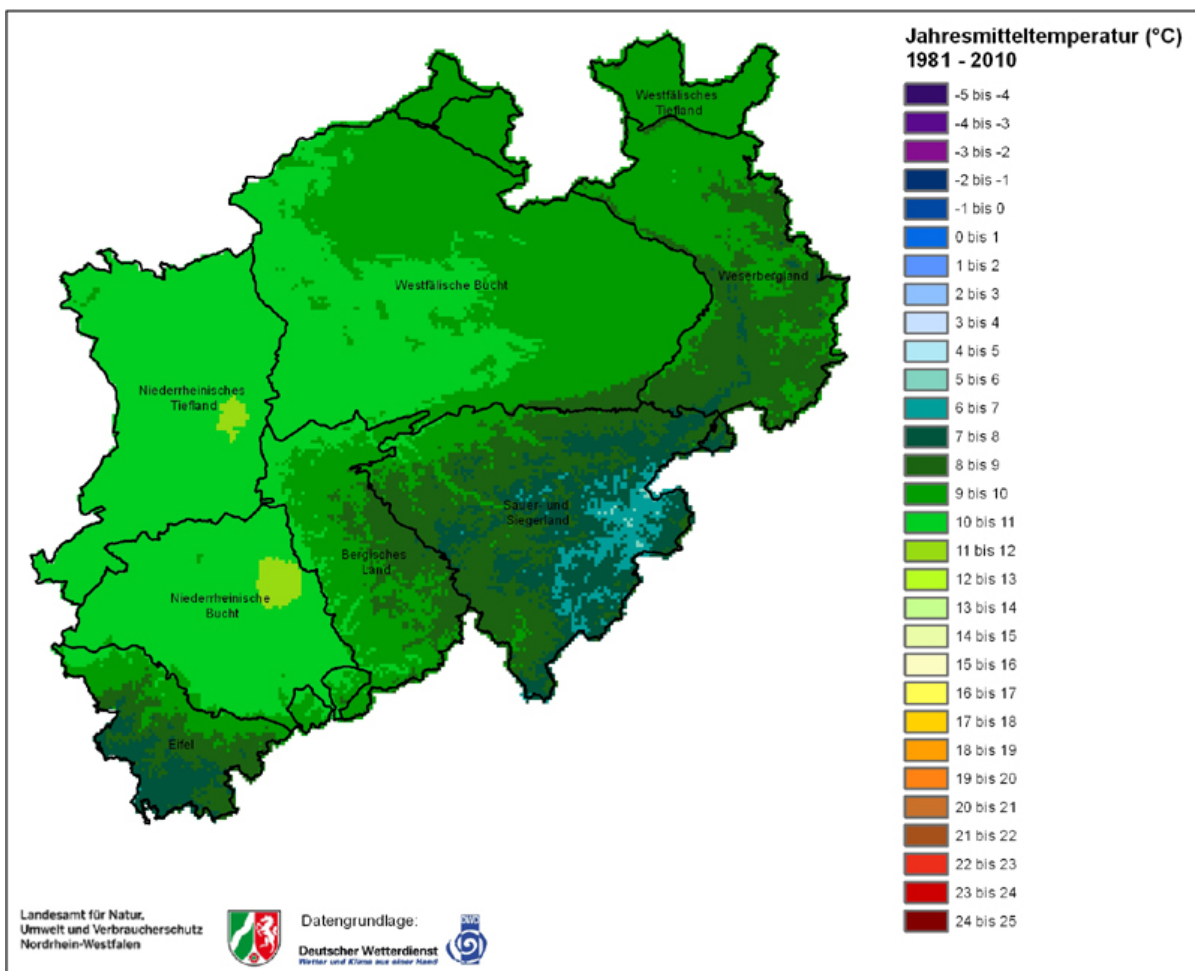 Jahresmitteltemperatur (°C)
1981 - 2010
-5 bis -4
-4 bis -3
-3 bis -2
-2 bis -1
-1 bis 0
0 bis 1
1 bis 2
2 bis 3
3 bis 4
4 bis 5
5 bis 6
6 bis 7
7 bis 8
8 bis 9
9 bis 10
10 bis 11
11 bis 12
12 bis 13
13 bis 14
14 bis 15
15 bis 16
16 bis 17
17 bis 18
18 bis 19
19 bis 20
20 bis 21
21 bis 22
22 bis 23
23 bis 24
24 bis 25
Westfälisches
Tiefland
Weserbergland
Westfälische Bucht
Niederrheinisches
Tiefland
Sauer- und
Siegerland
Bergisches
Land
Niederrheinische
Bucht
Eifel
Landesamt für Natur,
Umwelt und Verbraucherschutz
Nordrhein-Westfalen
Datengrundlage:
Deutscher Wetterdienst
Wetter und Klima aus einer Hand
DWD